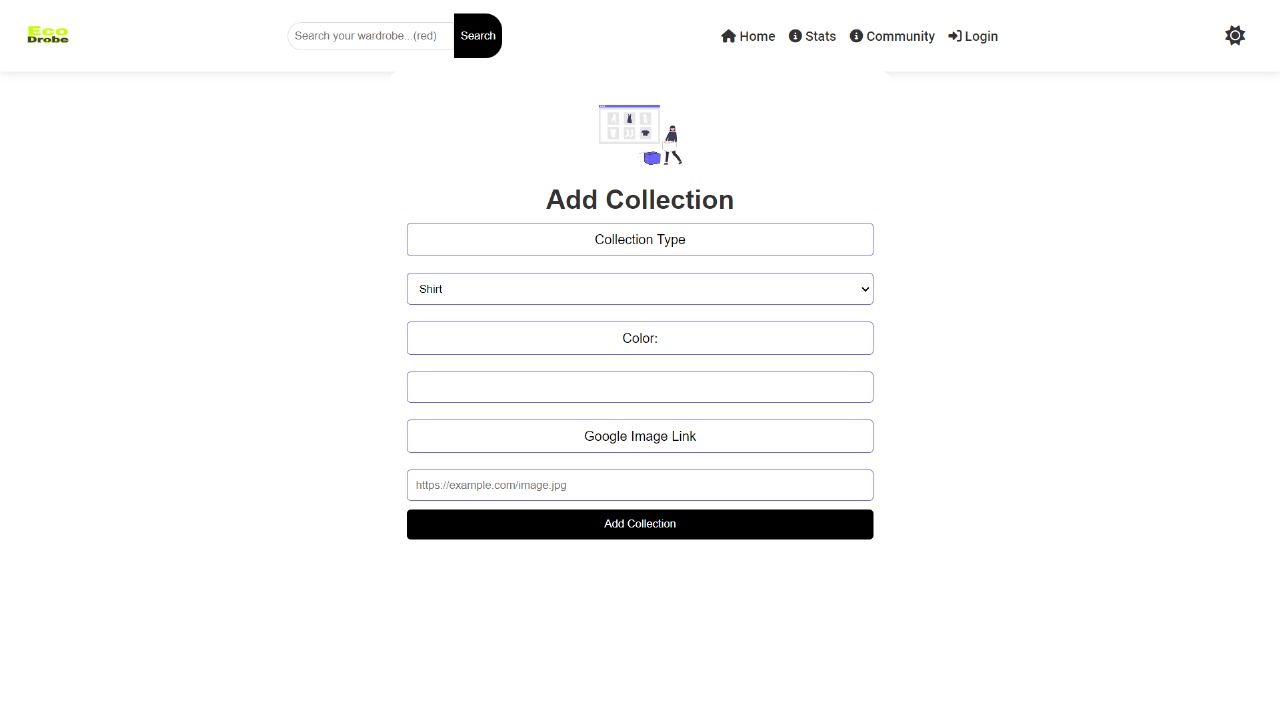 Eco
Drobe
Search your wardrobe...(red)
Search
Home
Stats
Community
Login
Add Collection
Collection Type
Shirt
Color:
Google Image Link
https://example.com/image.jpg
Add Collection